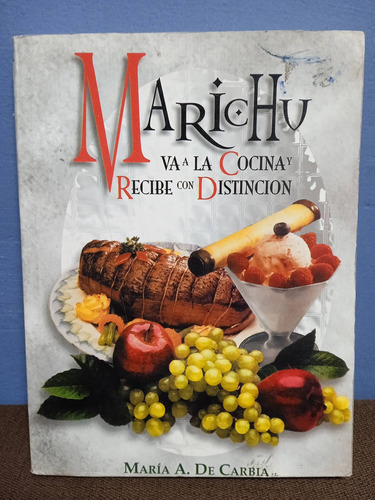 MARICHU
VA A LA COCINA Y
RECIBE CON DISTINCION
MARÍA A. DE CARBIA